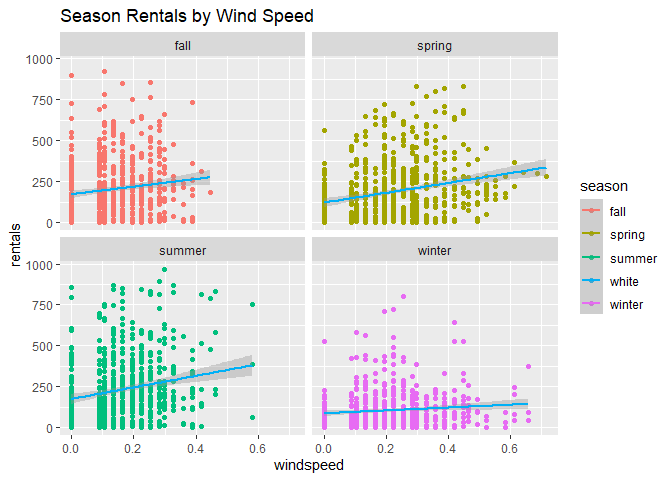 Season Rentals by Wind Speed
fall
spring
1000
750
500
250
0
summer
winter
1000
750
500
250
0
0.0
0.2
0.4
0.6
0.0
0.2
0.4
0.6
windspeed
rentals
season
fall
spring
summer
white
winter